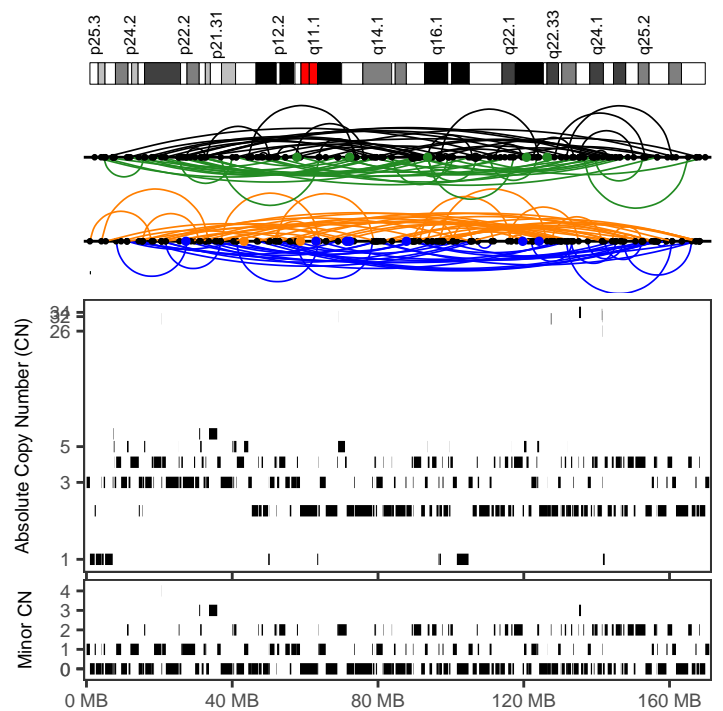 p25.3 p24.2 p22.2 p21.31 p12.2 q11.1 q14.1 q16.1 q22.1 q22.33 q24.1 q25.2
Absolute Copy Number (CN)
34
32
26
5
3
1
Minor CN
4
3
2
1
0
0 MB 40 MB 80 MB 120 MB 160 MB